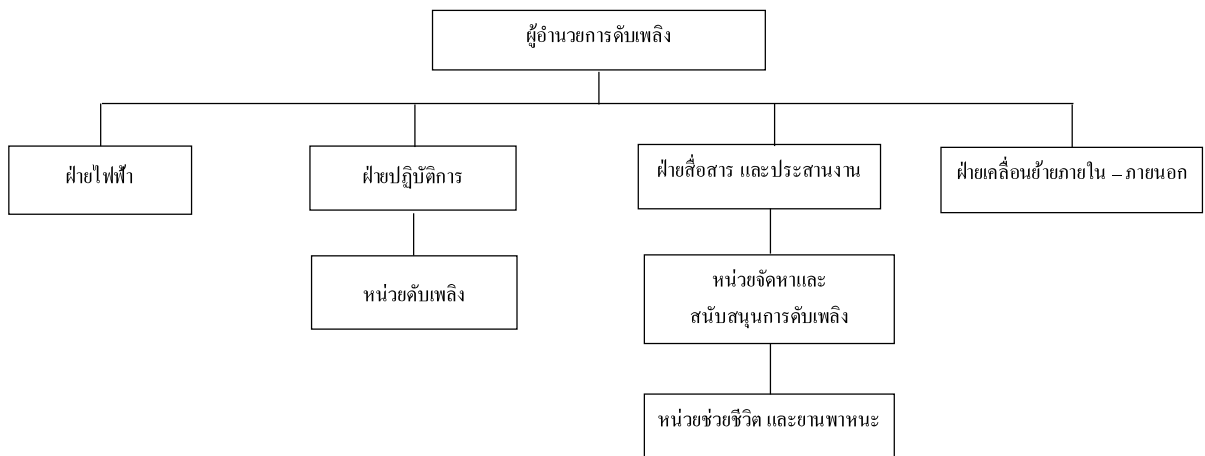 ผู้อำนวยการดับเพลิง
ฝ่ายไฟฟ้า
ฝ่ายปฏิบัติการ
ฝ่ายสื่อสาร และประสานงาน
ฝ่ายเคลื่อนย้ายภายใน – ภายนอก
หน่วยดับเพลิง
หน่วยจัดหาและ
สนับสนุนการดับเพลิง
หน่วยช่วยชีวิต และยานพาหนะ